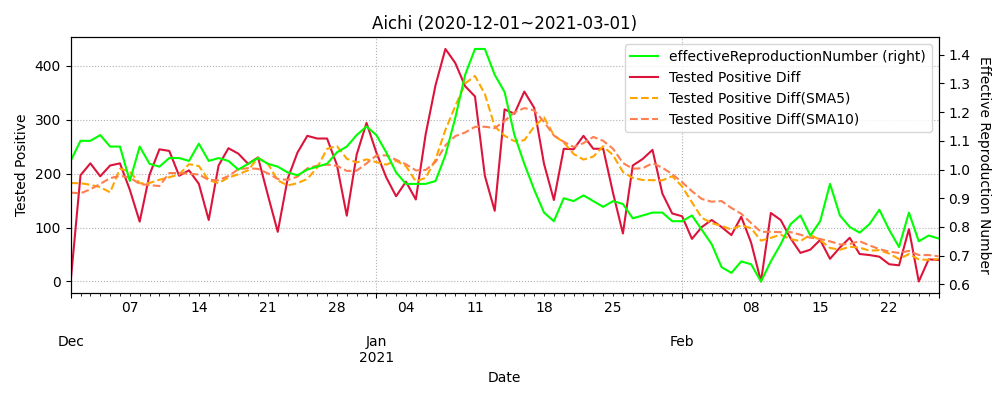 Aichi (2020-12-01~2021-03-01)
effectiveReproductionNumber (right)
Tested Positive Diff
Tested Positive Diff(SMA5)
Tested Positive Diff(SMA10)
Tested Positive
400
300
200
100
0
Effective Reproduction Number
1.4
1.3
1.2
1.1
1.0
0.9
0.8
0.7
0.6
07 14 21 28 04 11 18 25 08 15 22
Dec Jan Feb
2021
Date